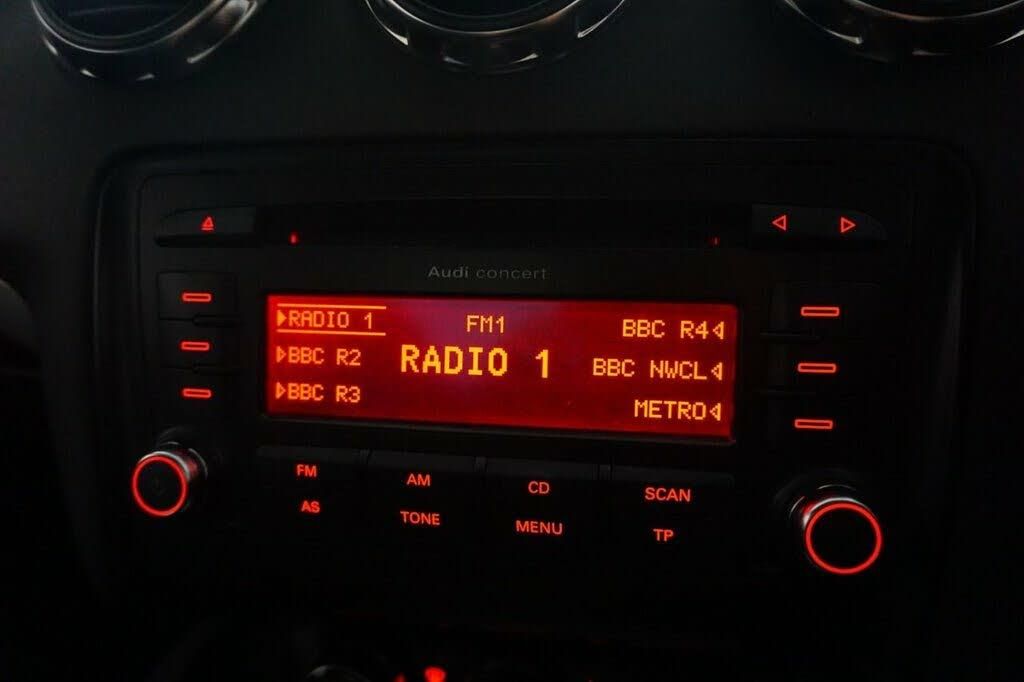 Audi concert
RADIO 1
FM1
BBC R4
BBC R2
RADIO 1
BBC NWCL
BBC R3
METRO
FM
AM
CD
SCAN
AS
TONE
MENU
TP